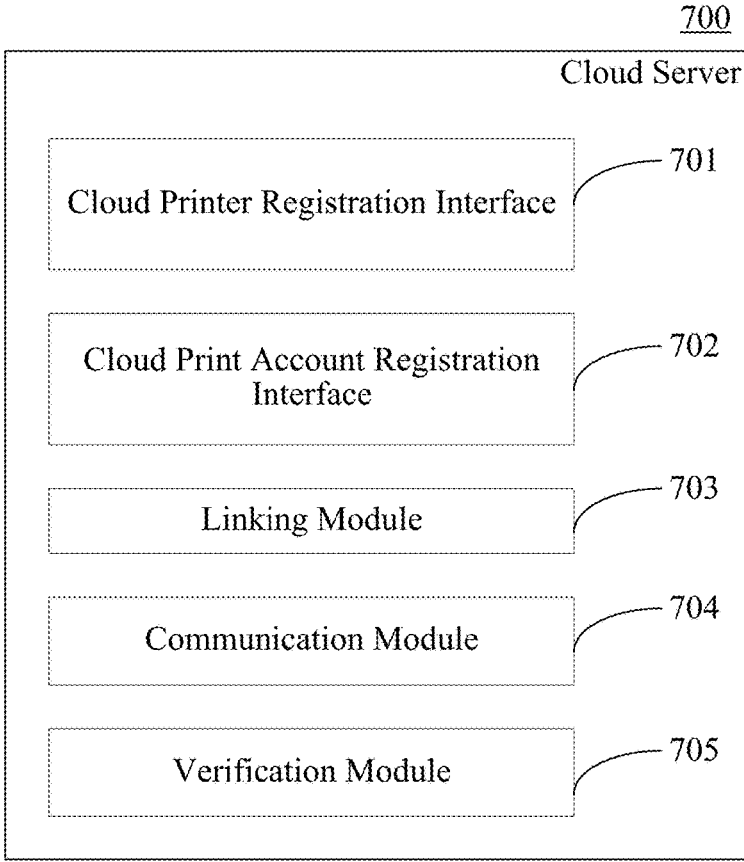 700
Cloud Server
Cloud Printer Registration Interface
701
Cloud Print Account Registration
Interface
702
Linking Module
703
Communication Module
704
Verification Module
705